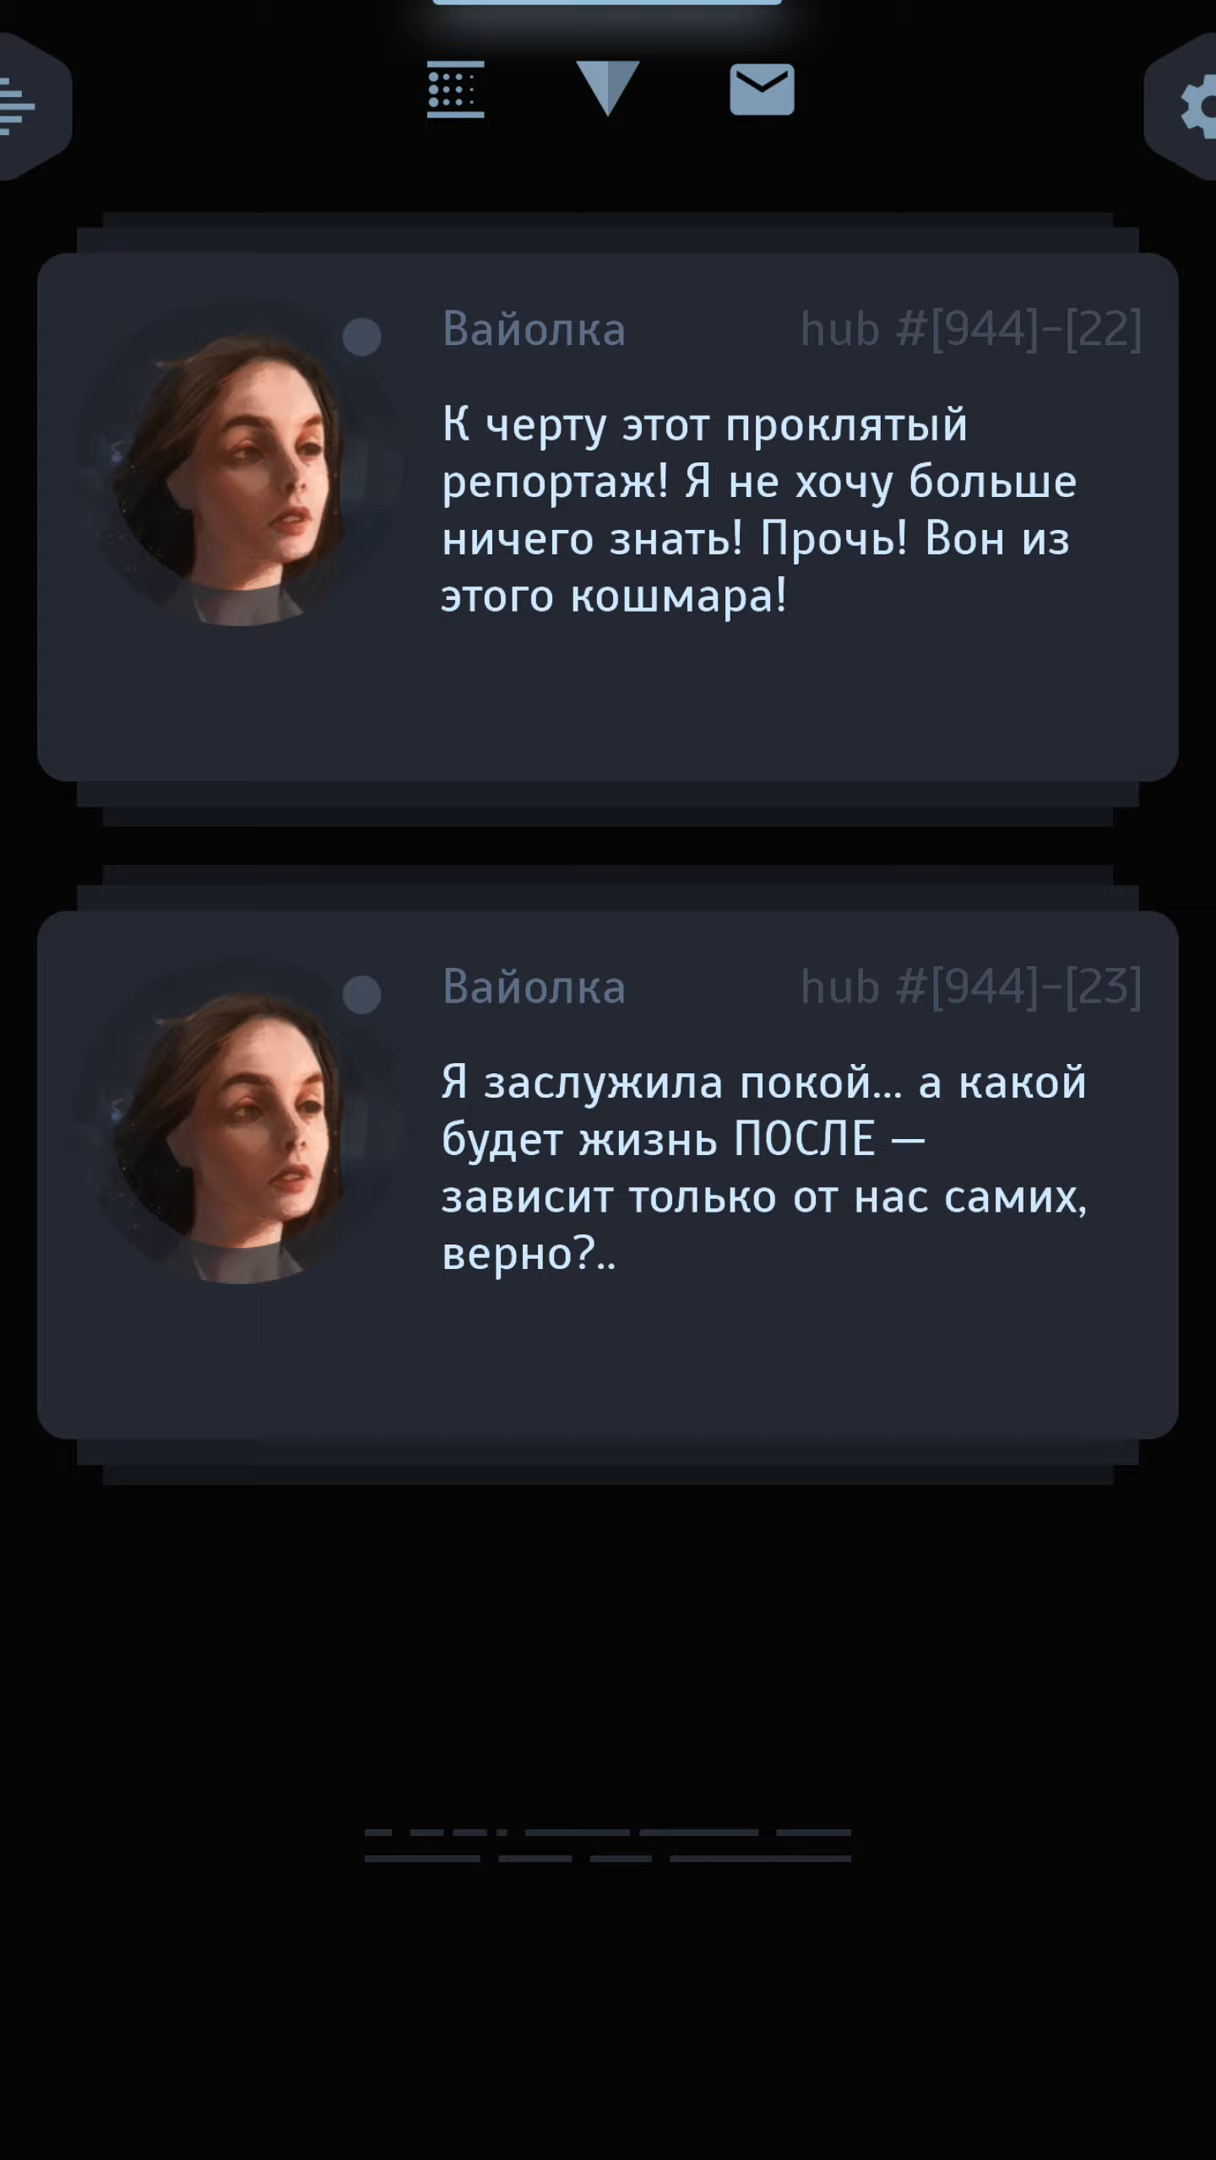 Вайолка hub #[944]-[22]
К черту этот проклятый
репортаж! Я не хочу больше
ничего знать! Прочь! Вон из
этого кошмара!
Вайолка hub #[944]-[23]
Я заслужила покой... а какой
будет жизнь ПОСЛЕ —
зависит только от нас самих,
верно?..